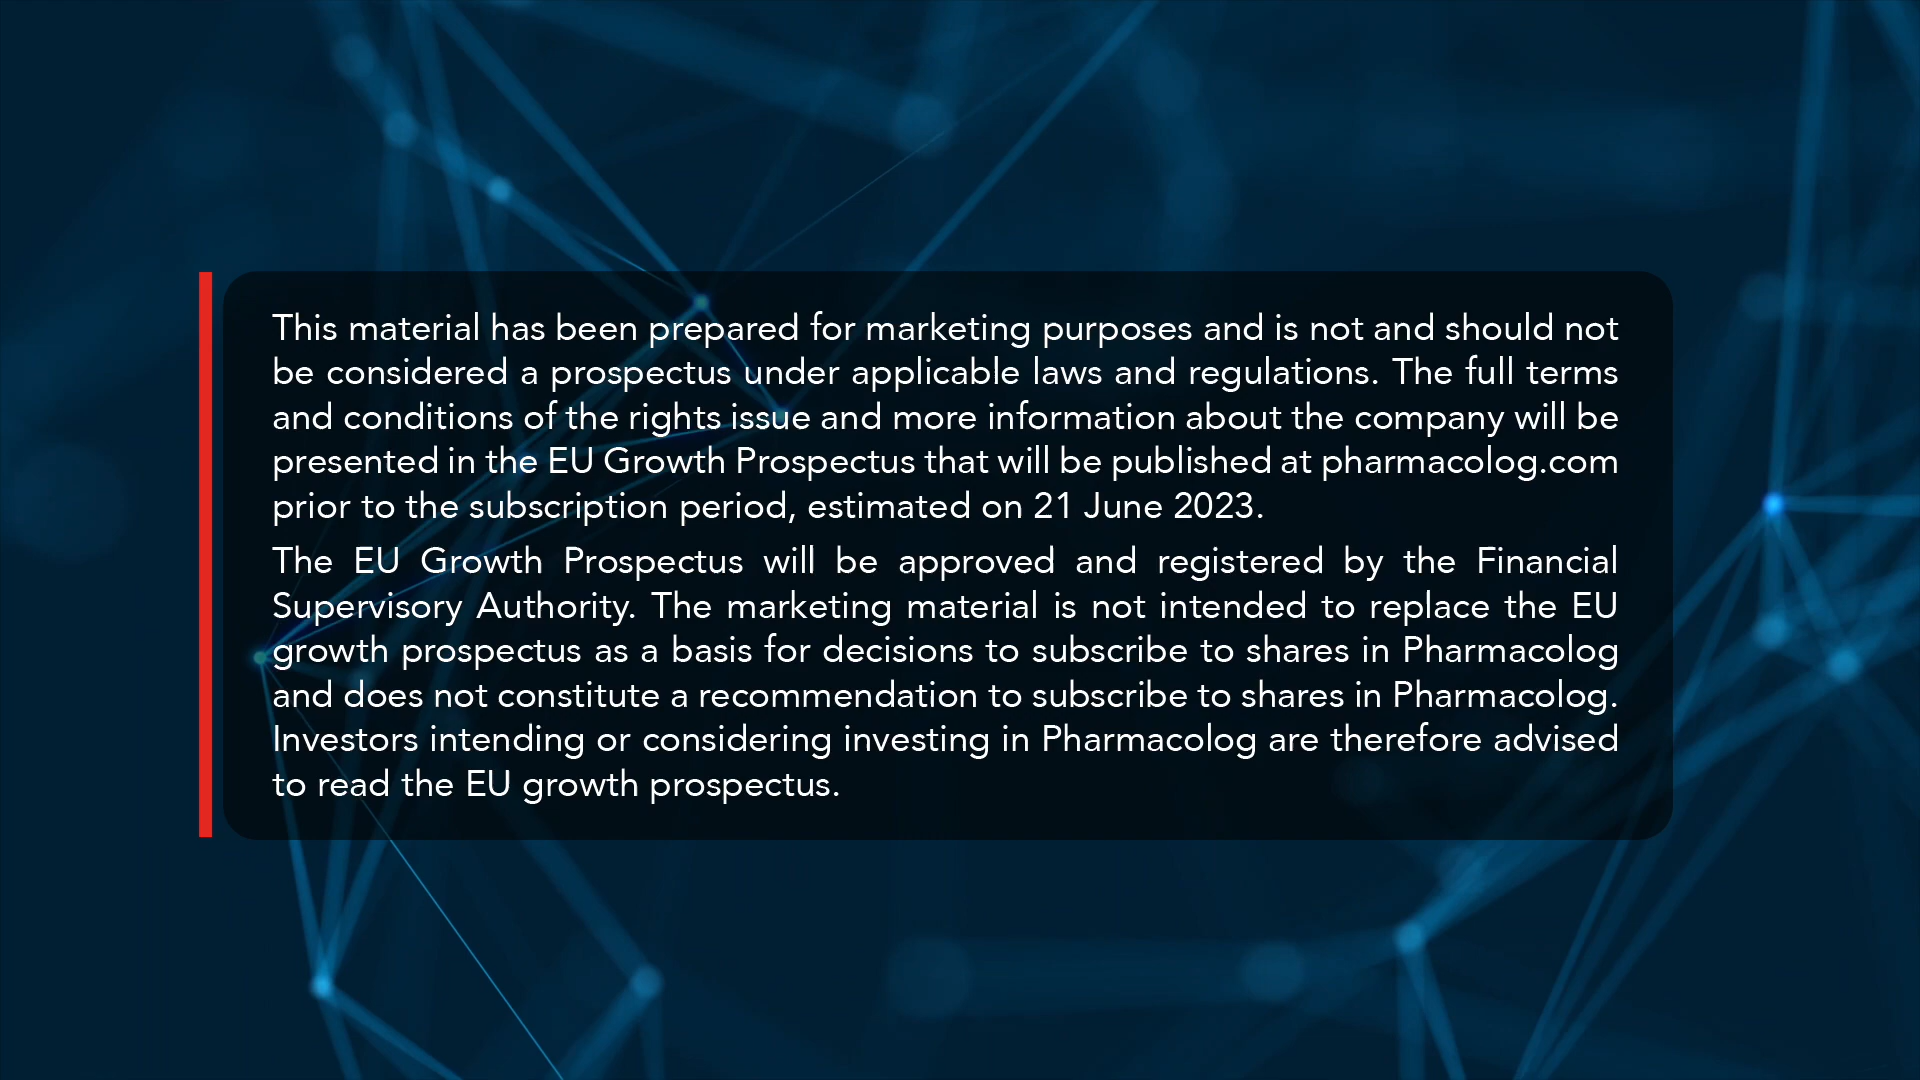 This material has been prepared for marketing purposes and is not and should not
be considered a prospectus under applicable laws and regulations. The full terms
and conditions of the rights issue and more information about the company will be
presented in the EU Growth Prospectus that will be published at pharmacolog.com
prior to the subscription period, estimated on 21 June 2023.
The EU Growth Prospectus will be approved and registered by the Financial
Supervisory Authority. The marketing material is not intended to replace the EU
growth prospectus as a basis for decisions to subscribe to shares in Pharmacolog
and does not constitute a recommendation to subscribe to shares in Pharmacolog.
Investors intending or considering investing in Pharmacolog are therefore advised
to read the EU growth prospectus.